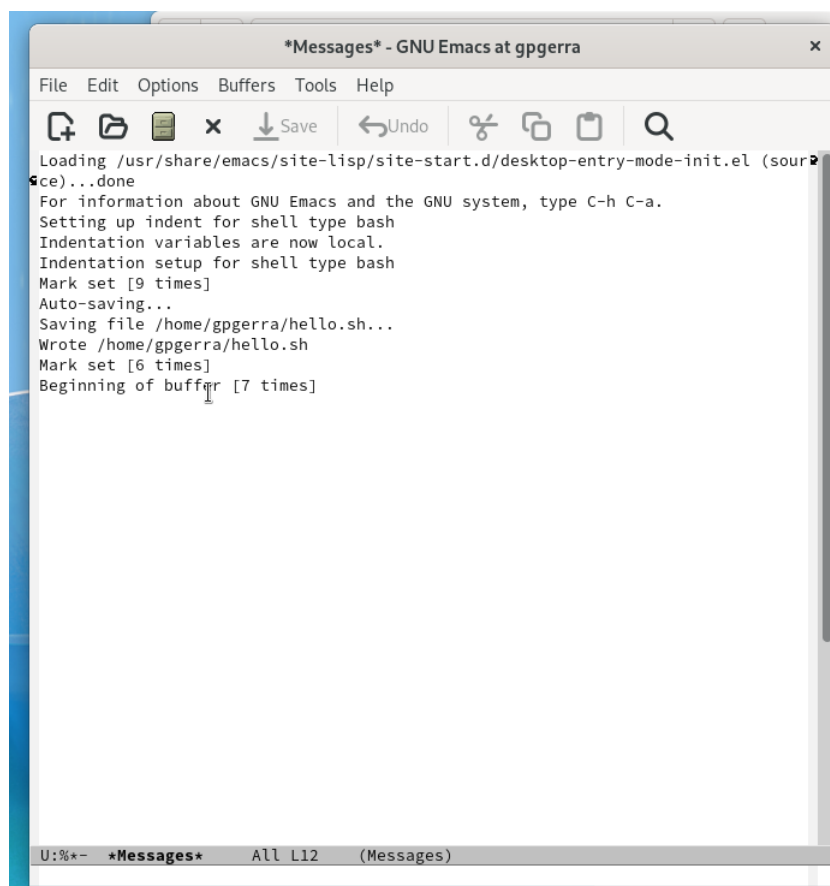 *Messages* - GNU Emacs at gpgerra
File Edit Options Buffers Tools Help
Save Undo
Loading /usr/share/emacs/site-lisp/site-start.d/desktop-entry-mode-init.el (sour
ce)...done
For information about GNU Emacs and the GNU system, type C-h C-a.
Setting up indent for shell type bash
Indentation variables are now local.
Indentation setup for shell type bash
Mark set [9 times]
Auto-saving...
Saving file /home/gpgerra/hello.sh...
Wrote /home/gpgerra/hello.sh
Mark set [6 times]
Beginning of buffer [7 times]
U:%*- *Messages* All L12 (Messages)